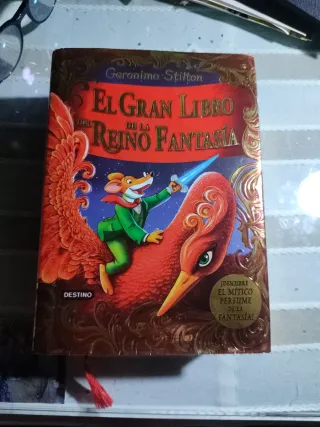 Geronimo Stilton
EL GRAN LIBRO
DEL REINO DE LA FANTASÍA
DESTINO
¡DESCUBRE
EL MÍTICO
PERFUME
DE LA
FANTASÍA!